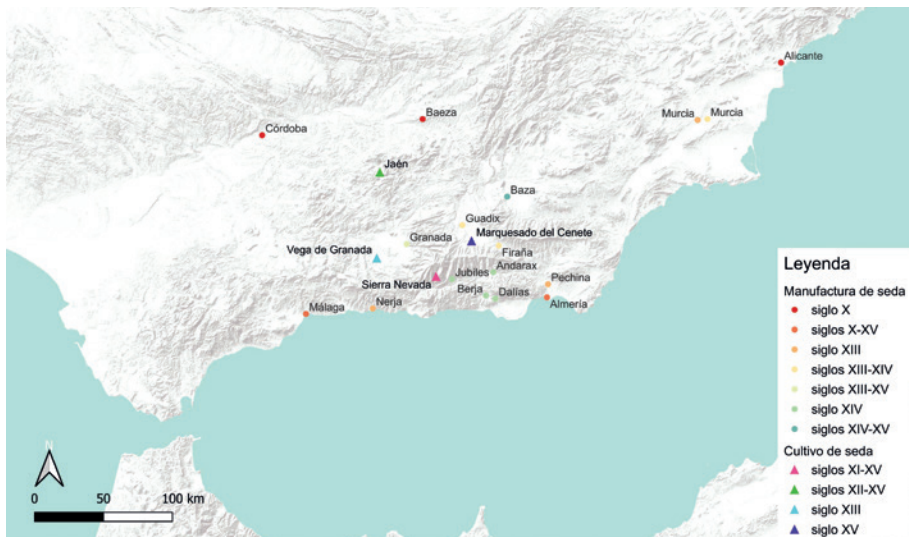 Alicante
Murcia
Murcia
Baeza
Córdoba
Jaén
Baza
Guadix
Marquesado del Cenete
Granada
Vega de Granada
Firaña
Andarax
Jubiles
Sierra Nevada
Pechina
Berja
Dalías
Almería
Nerja
Málaga
N
0 50 100 km
Leyenda
Manufactura de seda
siglo X
siglos X-XV
siglo XIII
siglos XIII-XIV
siglos XIII-XV
siglo XIV
siglos XIV-XV
Cultivo de seda
siglos XI-XV
siglos XII-XV
siglo XIII
siglo XV